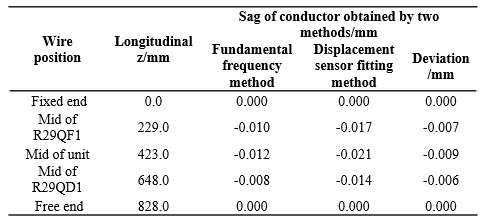 Sag of conductor obtained by two
methods/mm
Wire
position
Longitudinal
z/mm
Fundamental
frequency
method
Displacement
sensor fitting
method
Deviation
/mm
Fixed end 0.0 0.000 0.000 0.000
Mid of
R29QF1 229.0 -0.010 -0.017 -0.007
Mid of unit 423.0 -0.012 -0.021 -0.009
Mid of
R29QD1 648.0 -0.008 -0.014 -0.006
Free end 828.0 0.000 0.000 0.000